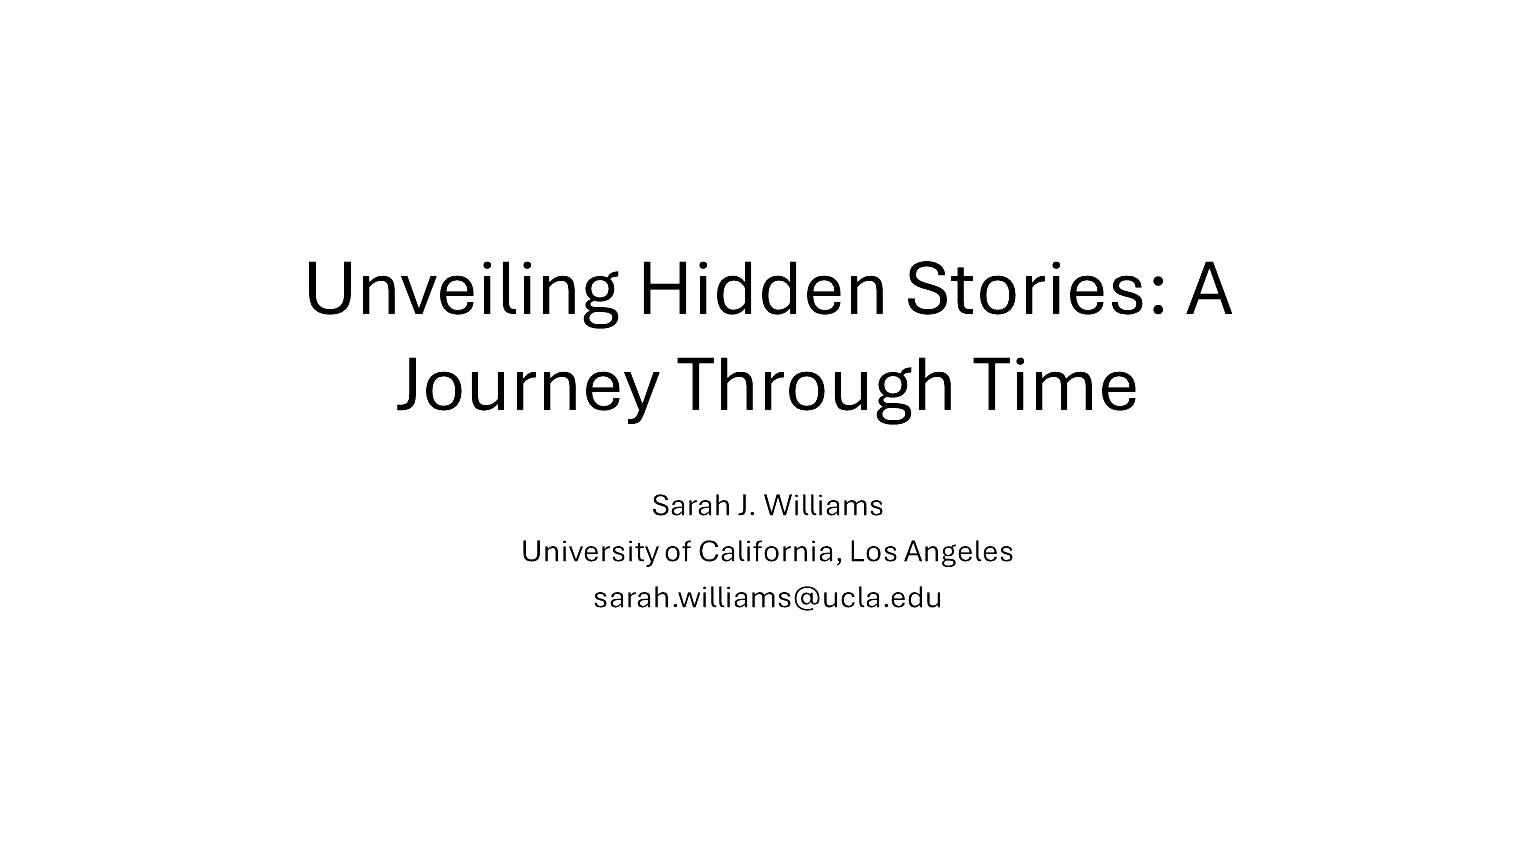 Unveiling Hidden Stories: A
Journey Through Time
Sarah J. Williams
University of California, Los Angeles
sarah.williams@ucla.edu